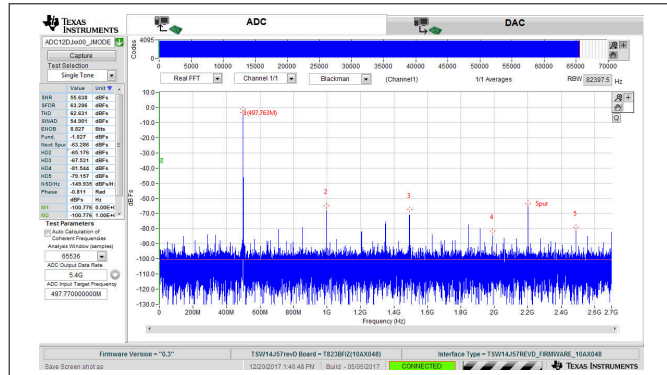 TEXAS INSTRUMENTS
ADC
DAC
ADC12DJxx00_JMODE
Capture
Test Selection
Single Tone
Value Unit
SNR 55.638 dBFs
SFDR 63.286 dBFs
THD 62.631 dBFs
SINAD 54.901 dBFs
ENOB 8.827 Bits
Fund. -1.027 dBFs
Next Spur -63.286 dBFs
HD2 -65.176 dBFs
HD3 -67.531 dBFs
HD4 -81.544 dBFs
HD5 -79.157 dBFs
NSD/Hz -149.935 dBFs/H
Phase -0.811 Rad
dBFs Hz
M1 -100.776 0.00E+
M2 -100.776 1.00E+
Test Parameters
Auto Calculation of
Coherent Frequencies
Analysis Window (samples)
65536
ADC Output Data Rate
5.4G
ADC Input Target Frequency
497.770000000M
Codes
4095
0
0 5000 10000 15000 20000 25000 30000 35000 40000 45000 50000 55000 60000 65000 70000
Real FFT Channel 1/1 Blackman (Channel1) 1/1 Averages RBW 82397.5 Hz
dBFs
10.0
0.0
-10.0
-20.0
-30.0
-40.0
-50.0
-60.0
-70.0
-80.0
-90.0
-100.0
-110.0
-120.0
-130.0
(497.763M)
2
3
4
Spur
5
0 200M 400M 600M 800M 1G 1.2G 1.4G 1.6G 1.8G 2G 2.2G 2.4G 2.6G 2.7G
Frequency (Hz)
Firmware Version = "0.3" TSW14J57revD Board = T823BFIZ(10AX048) Interface Type = TSW14J57REVD_FIRMWARE_10AX048
Save Screen shot as 12/20/2017 1:46:48 PM Build - 05/05/2017 CONNECTED TEXAS INSTRUMENTS